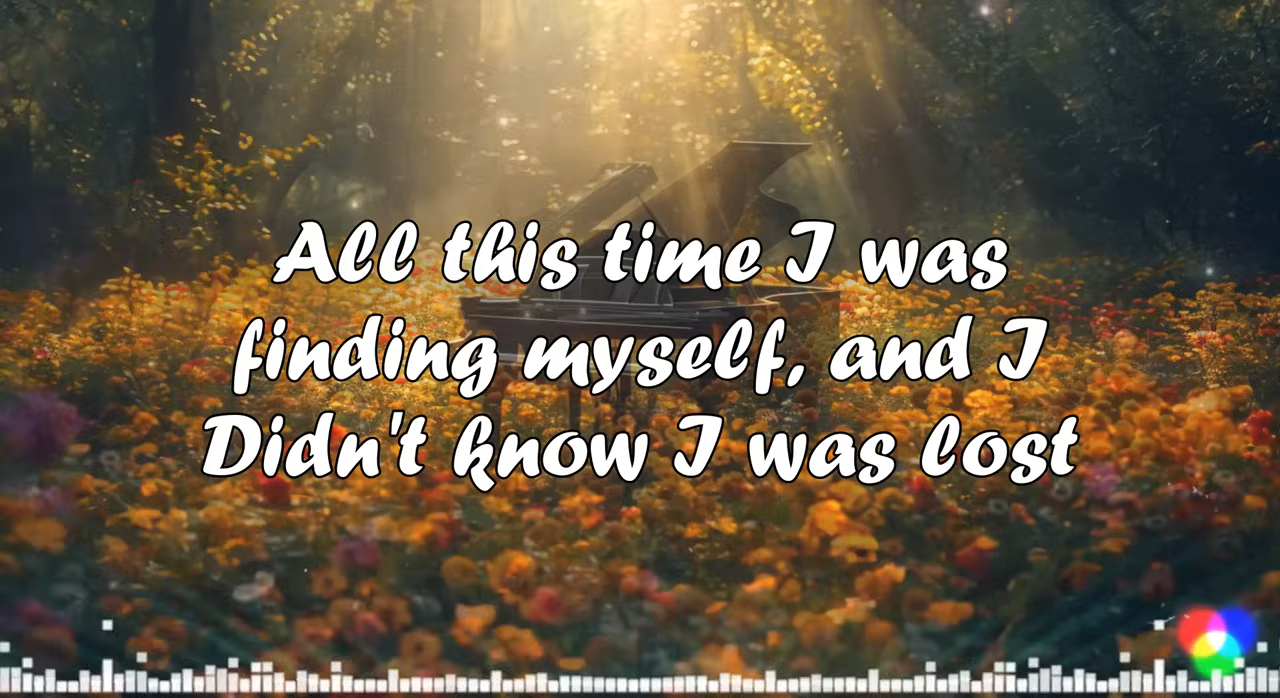 All this time I was
finding myself, and I
Didn't know I was lost